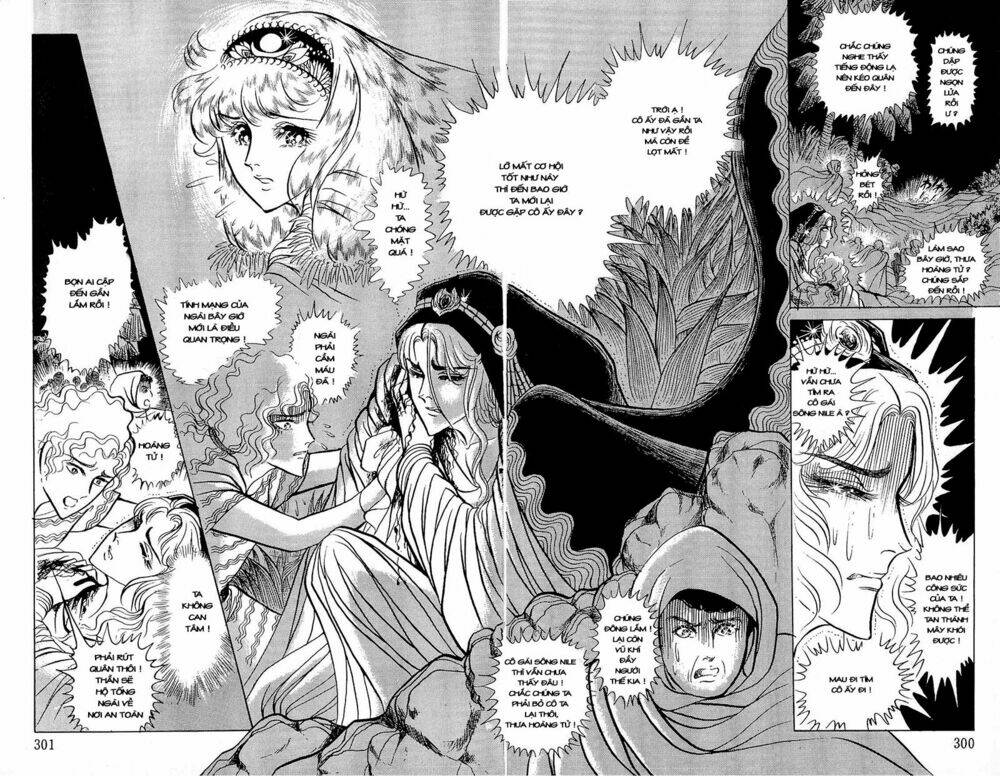 CHÚNG
DẬP
ĐƯỢC
NGỌN
LỬA
RỒI
Ư ?
CHẮC CHÚNG
NGHE THẤY
TIẾNG ĐỘNG LẠ
NÊN KÉO QUÂN
ĐẾN ĐÂY !
HỎNG
BÉT
RỒI !
LÀM SAO
BÂY GIỜ, THƯA
HOÀNG TỬ ?
CHÚNG SẮP
ĐẾN RỒI !
HỪ HỪ...
VẪN CHƯA
TÌM RA
CÔ GÁI
SÔNG NILE À ?
BAO NHIÊU
CÔNG SỨC
CỦA TA !
KHÔNG THỂ
TAN THÀNH
MÂY KHÓI
ĐƯỢC !
MAU ĐI TÌM
CÔ ẤY ĐI !
CHÚNG
ĐÔNG LẮM !
LẠI CÒN
VŨ KHÍ
ĐẦY
NGƯỜI
THẾ KIA !
CÔ GÁI SÔNG NILE
THÌ VẪN CHƯA
THẤY ĐÂU !
CHẮC CHÚNG TA
PHẢI BỎ CÔ TA
LẠI THÔI,
THƯA HOÀNG TỬ !
300
TRỜI Ạ !
CÔ ẤY ĐÃ GẦN TA
NHƯ VẬY RỒI
MÀ CÒN ĐỂ
LỌT MẤT !
LỠ MẤT CƠ HỘI
TỐT NHƯ NÀY
THÌ ĐẾN BAO GIỜ
TA MỚI LẠI
ĐƯỢC GẶP CÔ ẤY ĐÂY ?
HỪ
HỪ...
TA
CHÓNG
MẶT
QUÁ !
NGÀI
PHẢI
CẦM
MÁU
ĐÃ !
TÍNH MẠNG CỦA
NGÀI BÂY GIỜ
MỚI LÀ ĐIỀU
QUAN TRỌNG !
BỌN AI CẬP
ĐẾN GẦN
LẮM RỒI !
HOÀNG
TỬ !
TA
KHÔNG
CAN
TÂM !
PHẢI RÚT
QUÂN THÔI !
THẦN SẼ
HỘ TỐNG
NGÀI VỀ
NƠI AN TOÀN
301